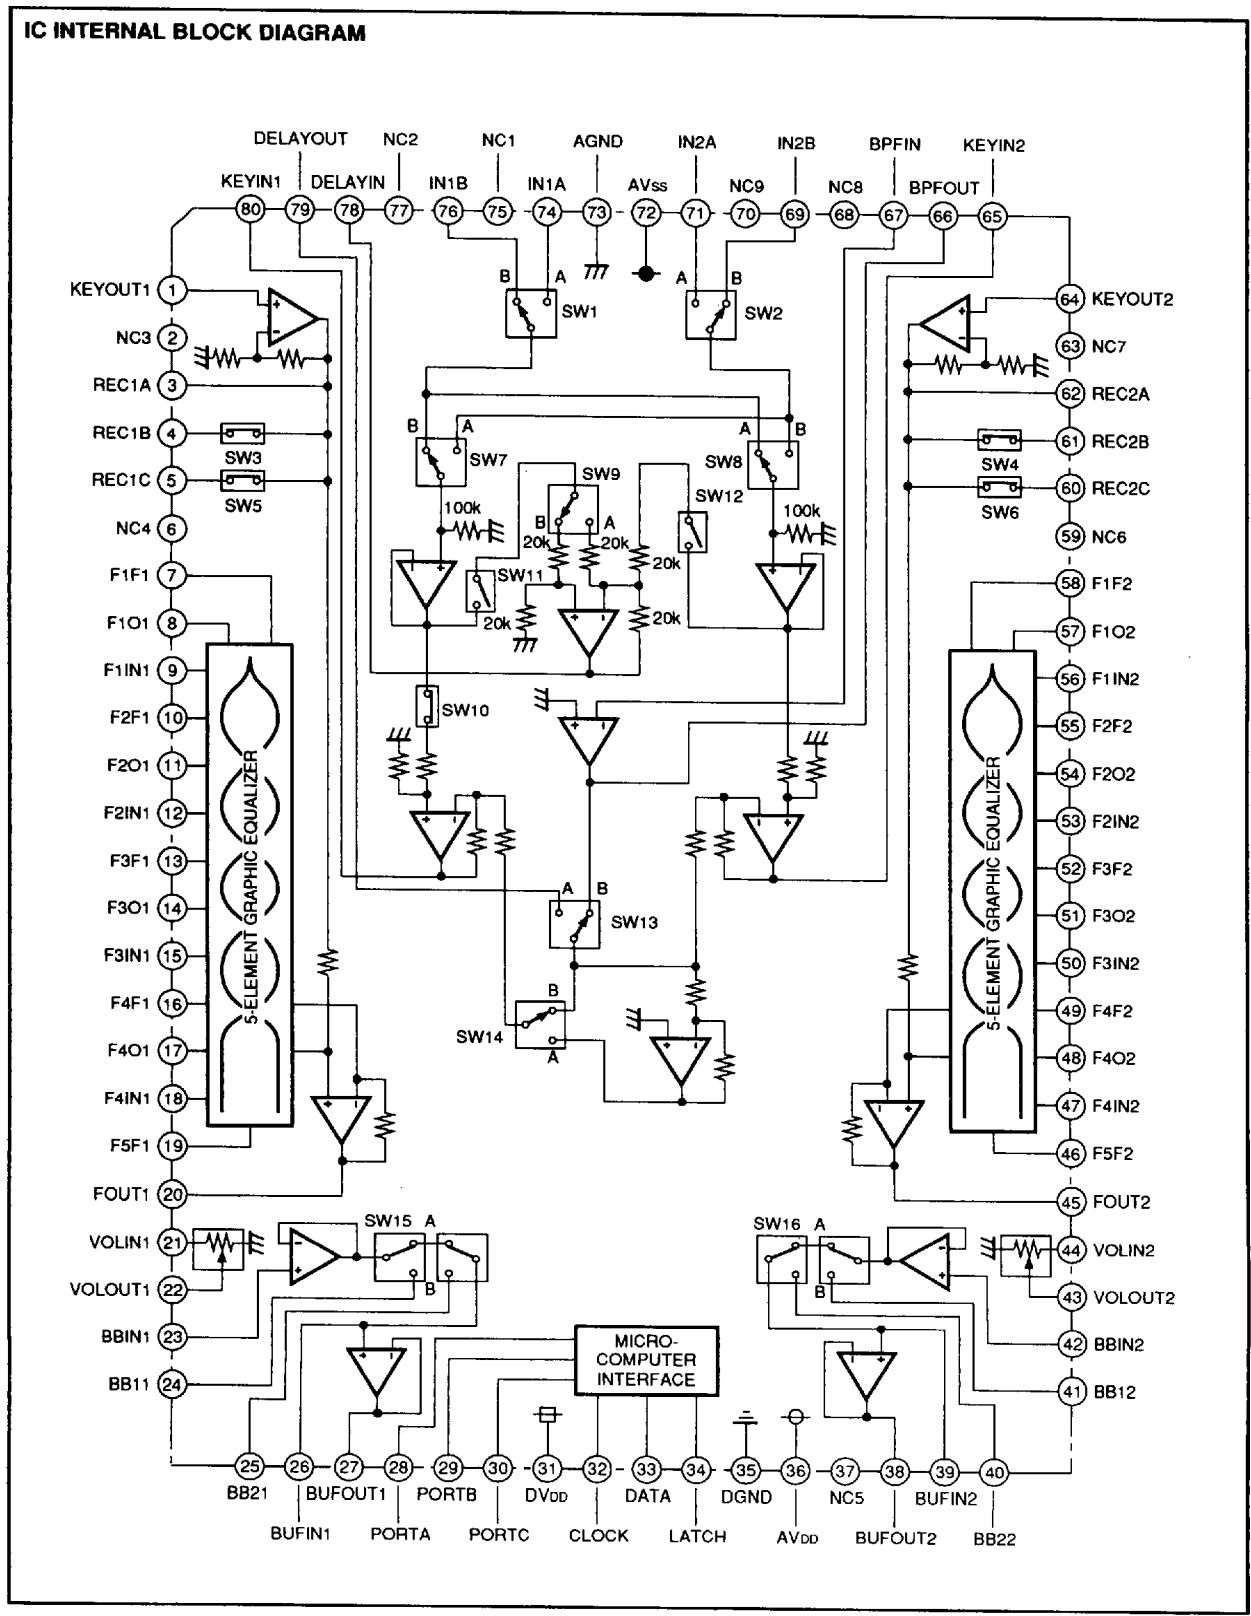 IC INTERNAL BLOCK DIAGRAM
DELAYOUT NC2 NC1 AGND IN2A IN2B BPFIN KEYIN2
KEYIN1 DELAYIN IN1B IN1A AVSS NC9 NC8 BPFOUT
80 79 78 77 76 75 74 73 72 71 70 69 68 67 66 65
KEYOUT1 1
NC3 2
REC1A 3
REC1B 4
REC1C 5
NC4 6
F1F1 7
F1O1 8
F1IN1 9
F2F1 10
F2O1 11
F2IN1 12
F3F1 13
F3O1 14
F3IN1 15
F4F1 16
F4O1 17
F4IN1 18
F5F1 19
FOUT1 20
VOLIN1 21
VOLOUT1 22
BBIN1 23
BB11 24
64 KEYOUT2
63 NC7
62 REC2A
61 REC2B
60 REC2C
59 NC6
58 F1F2
57 F1O2
56 F1IN2
55 F2F2
54 F2O2
53 F2IN2
52 F3F2
51 F3O2
50 F3IN2
49 F4F2
48 F4O2
47 F4IN2
46 F5F2
45 FOUT2
44 VOLIN2
43 VOLOUT2
42 BBIN2
41 BB12
B A SW1
A B SW2
SW3
SW5
SW4
SW6
B A SW7
A B SW8
SW9
B A
SW12
100k
100k
20k 20k
20k
SW11
20k
20k
SW10
5-ELEMENT GRAPHIC EQUALIZER
5-ELEMENT GRAPHIC EQUALIZER
A B
SW13
B
SW14
A
SW15 A
B
SW16 A
B
MICRO-
COMPUTER
INTERFACE
25 26 27 28 29 30 31 32 33 34 35 36 37 38 39 40
BB21 BUFOUT1 PORTB DVDD DATA DGND NC5 BUFIN2
BUFIN1 PORTA PORTC CLOCK LATCH AVDD BUFOUT2 BB22